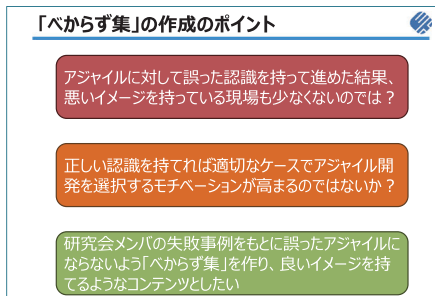 「べからず集」の作成のポイント
アジャイルに対して誤った認識を持って進めた結果、
悪いイメージを持っている現場も少なくないのでは？
正しい認識を持てれば適切なケースでアジャイル開
発を選択するモチベーションが高まるのではないか？
研究会メンバの失敗事例をもとに誤ったアジャイルに
ならないよう「べからず集」を作り、良いイメージを持
てるようなコンテンツとしたい